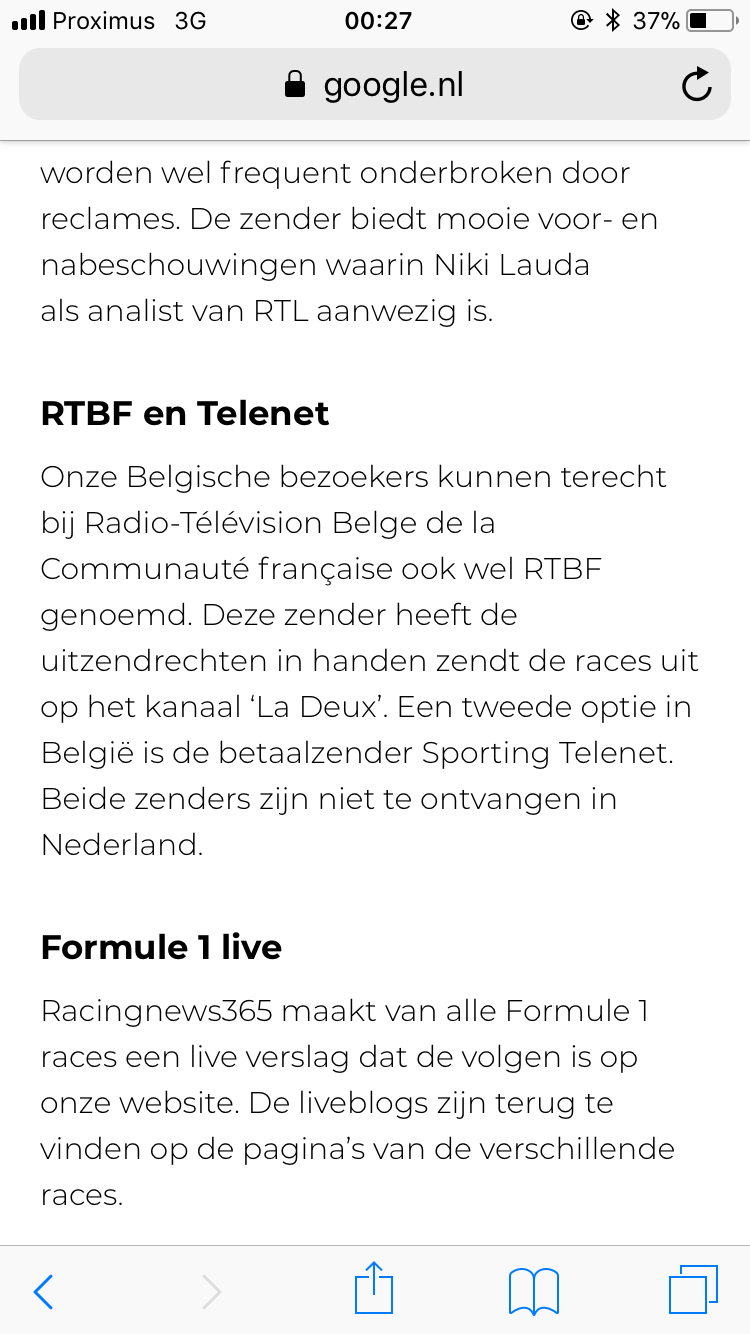 Proximus 3G 00:27 37%
google.nl
worden wel frequent onderbroken door
reclames. De zender biedt mooie voor- en
nabeschouwingen waarin Niki Lauda
als analist van RTL aanwezig is.
RTBF en Telenet
Onze Belgische bezoekers kunnen terecht
bij Radio-Télévision Belge de la
Communauté française ook wel RTBF
genoemd. Deze zender heeft de
uitzendrechten in handen zendt de races uit
op het kanaal ‘La Deux’. Een tweede optie in
België is de betaalzender Sporting Telenet.
Beide zenders zijn niet te ontvangen in
Nederland.
Formule 1 live
Racingnews365 maakt van alle Formule 1
races een live verslag dat de volgen is op
onze website. De liveblogs zijn terug te
vinden op de pagina’s van de verschillende
races.